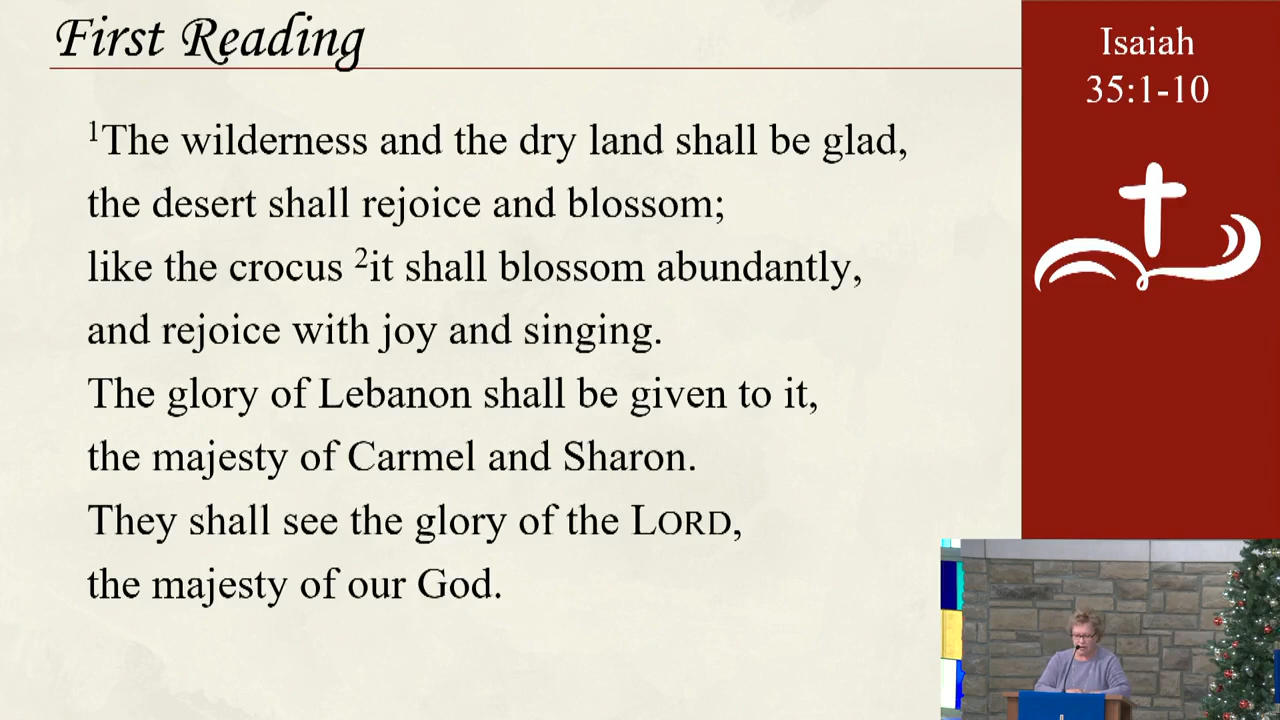 First Reading
Isaiah
35:1-10
¹The wilderness and the dry land shall be glad,
the desert shall rejoice and blossom;
like the crocus ²it shall blossom abundantly,
and rejoice with joy and singing.
The glory of Lebanon shall be given to it,
the majesty of Carmel and Sharon.
They shall see the glory of the LORD,
the majesty of our God.